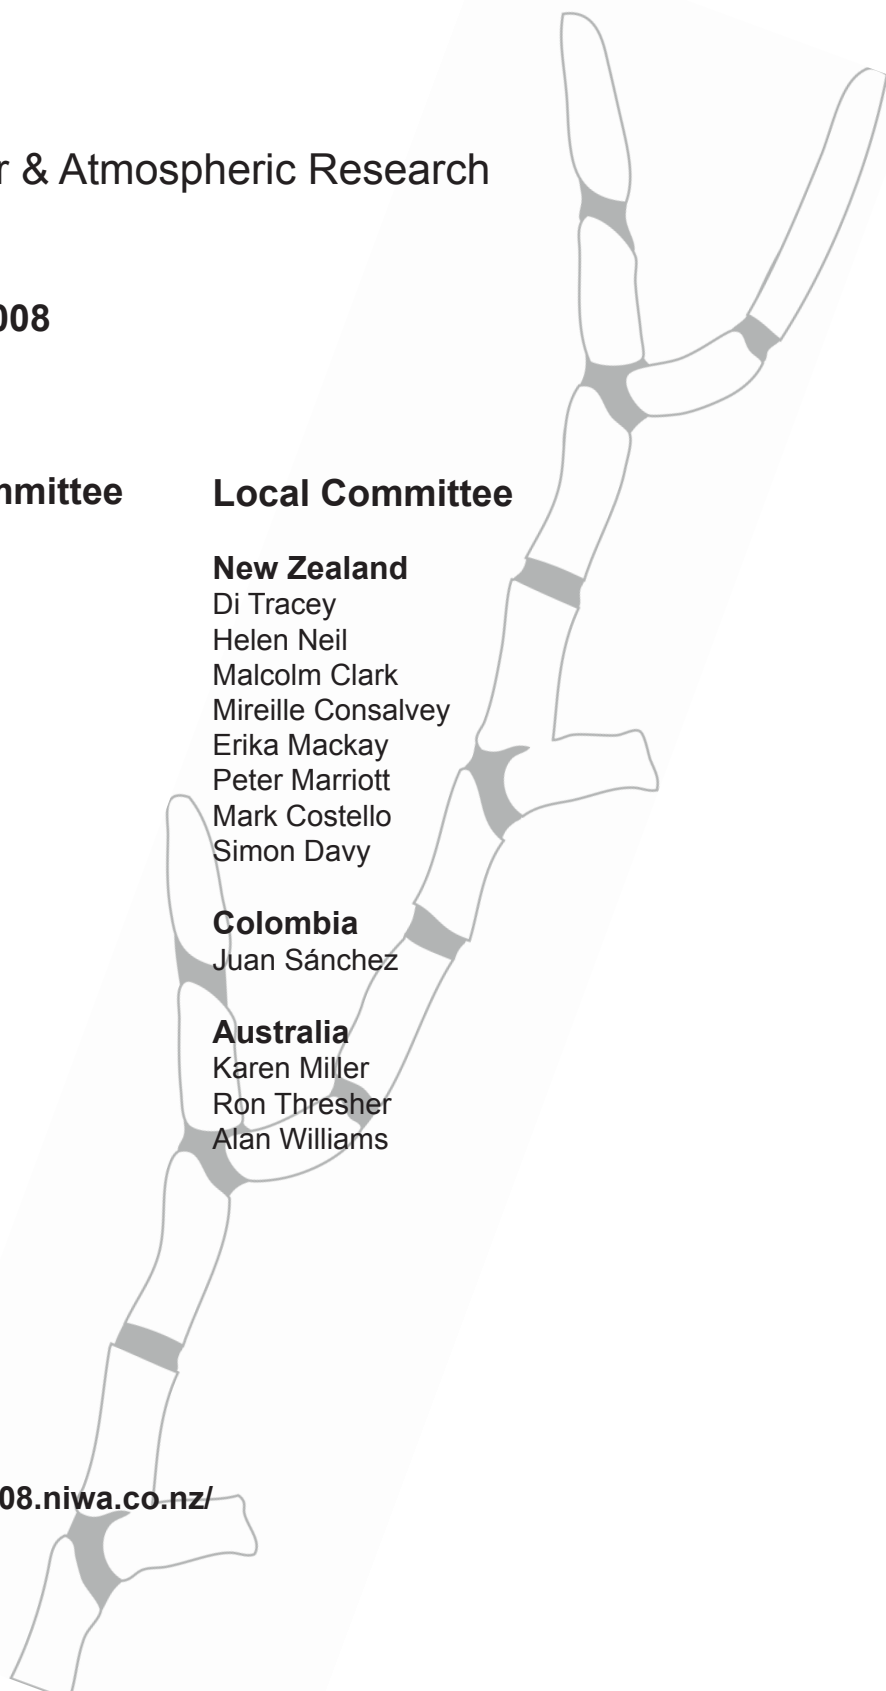 r & Atmospheric Research
008
mmittee
Local Committee
New Zealand
Di Tracey
Helen Neil
Malcolm Clark
Mireille Consalvey
Erika Mackay
Peter Marriott
Mark Costello
Simon Davy
Colombia
Juan Sánchez
Australia
Karen Miller
Ron Thresher
Alan Williams
08.niwa.co.nz/